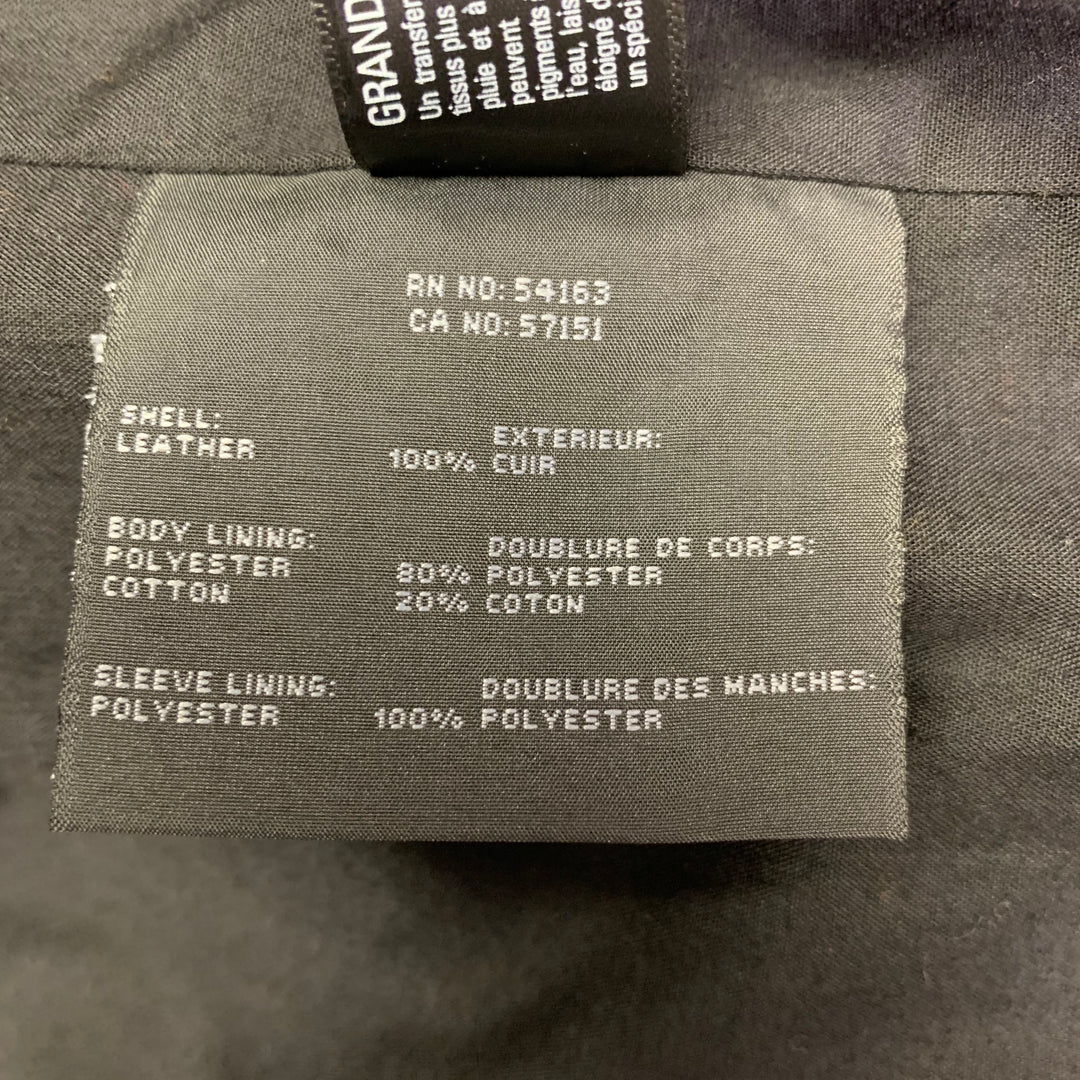 GRAND
Un transfer
tissus plus
pluie et à
peuvent
pigments
l'eau, lais
éloigné d
un spéci
RN NO: 54163
CA NO: 57151
SHELL:
LEATHER 100%
EXTERIEUR:
CUIR
BODY LINING:
POLYESTER 80%
COTTON 20%
DOUBLURE DE CORPS:
POLYESTER
COTON
SLEEVE LINING:
POLYESTER 100%
DOUBLURE DES MANCHES:
POLYESTER